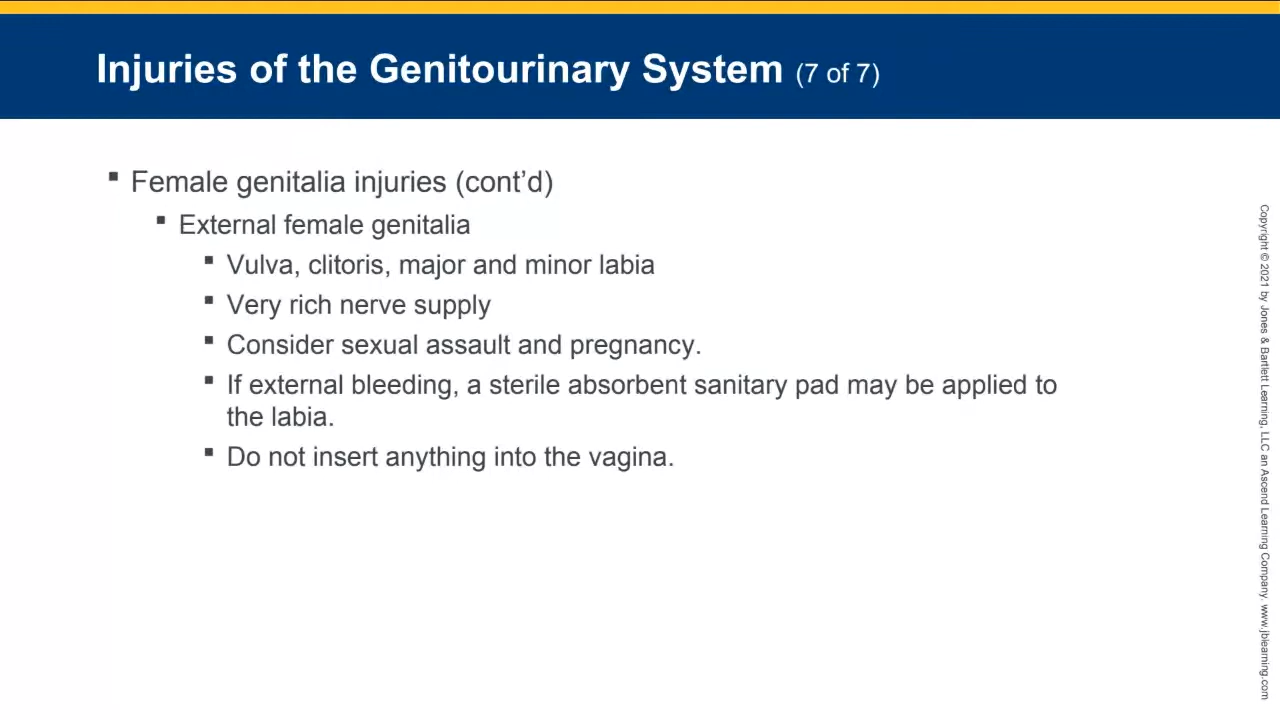 Injuries of the Genitourinary System (7 of 7)
▪ Female genitalia injuries (cont’d)
▪ External female genitalia
▪ Vulva, clitoris, major and minor labia
▪ Very rich nerve supply
▪ Consider sexual assault and pregnancy.
▪ If external bleeding, a sterile absorbent sanitary pad may be applied to
the labia.
▪ Do not insert anything into the vagina.
Copyright © 2021 by Jones & Bartlett Learning, LLC an Ascend Learning Company. www.jblearning.com